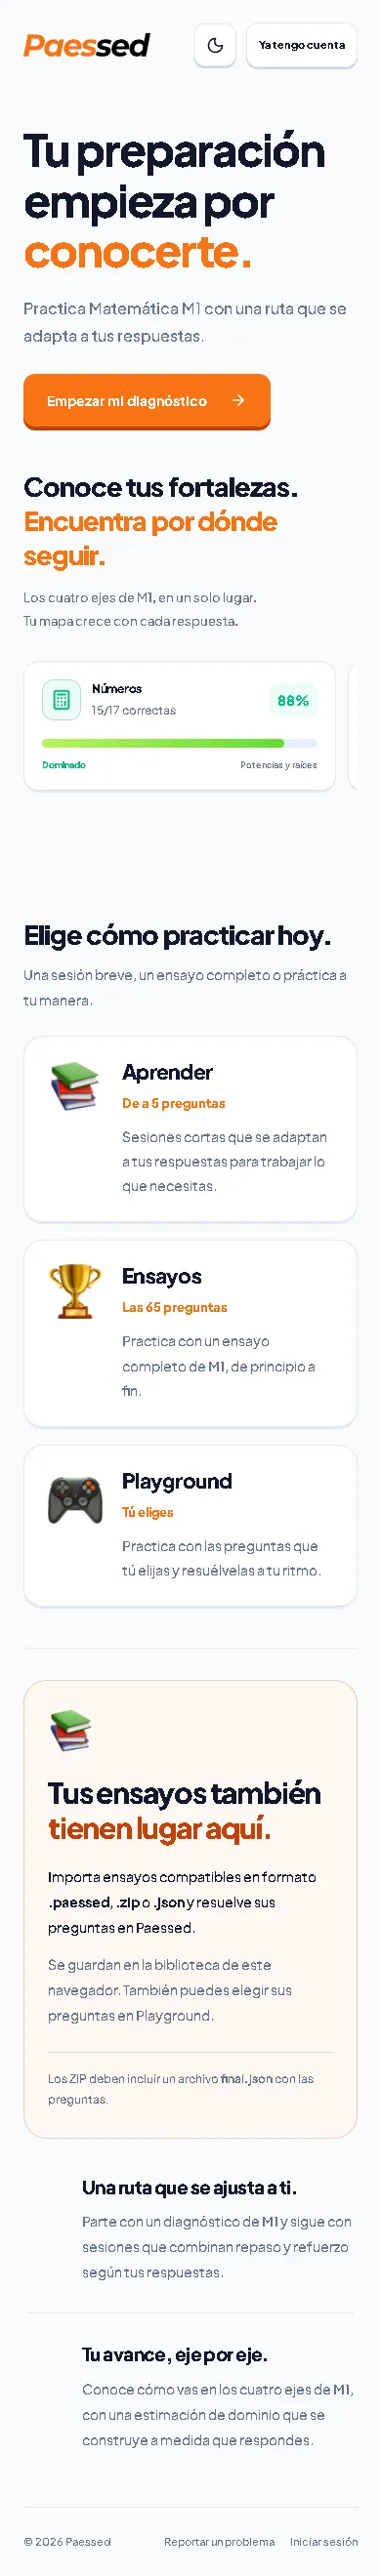 Paessed
Ya tengo cuenta
Tu preparación
empieza por
conocerte.
Practica Matemática M1 con una ruta que se
adapta a tus respuestas.
Empezar mi diagnóstico
Conoce tus fortalezas.
Encuentra por dónde
seguir.
Los cuatro ejes de M1, en un solo lugar.
Tu mapa crece con cada respuesta.
Números
15/17 correctas
88%
Dominado
Potencias y raíces
Elige cómo practicar hoy.
Una sesión breve, un ensayo completo o práctica a
tu manera.
Aprender
De a 5 preguntas
Sesiones cortas que se adaptan
a tus respuestas para trabajar lo
que necesitas.
Ensayos
Las 65 preguntas
Practica con un ensayo
completo de M1, de principio a
fin.
Playground
Tú eliges
Practica con las preguntas que
tú elijas y resuélvelas a tu ritmo.
Tus ensayos también
tienen lugar aquí.
Importa ensayos compatibles en formato
.paessed, .zip o .json y resuelve sus
preguntas en Paessed.
Se guardan en la biblioteca de este
navegador. También puedes elegir sus
preguntas en Playground.
Los ZIP deben incluir un archivo final.json con las
preguntas.
Una ruta que se ajusta a ti.
Parte con un diagnóstico de M1 y sigue con
sesiones que combinan repaso y refuerzo
según tus respuestas.
Tu avance, eje por eje.
Conoce cómo vas en los cuatro ejes de M1,
con una estimación de dominio que se
construye a medida que respondes.
© 2026 Paessed
Reportar un problema
Iniciar sesión